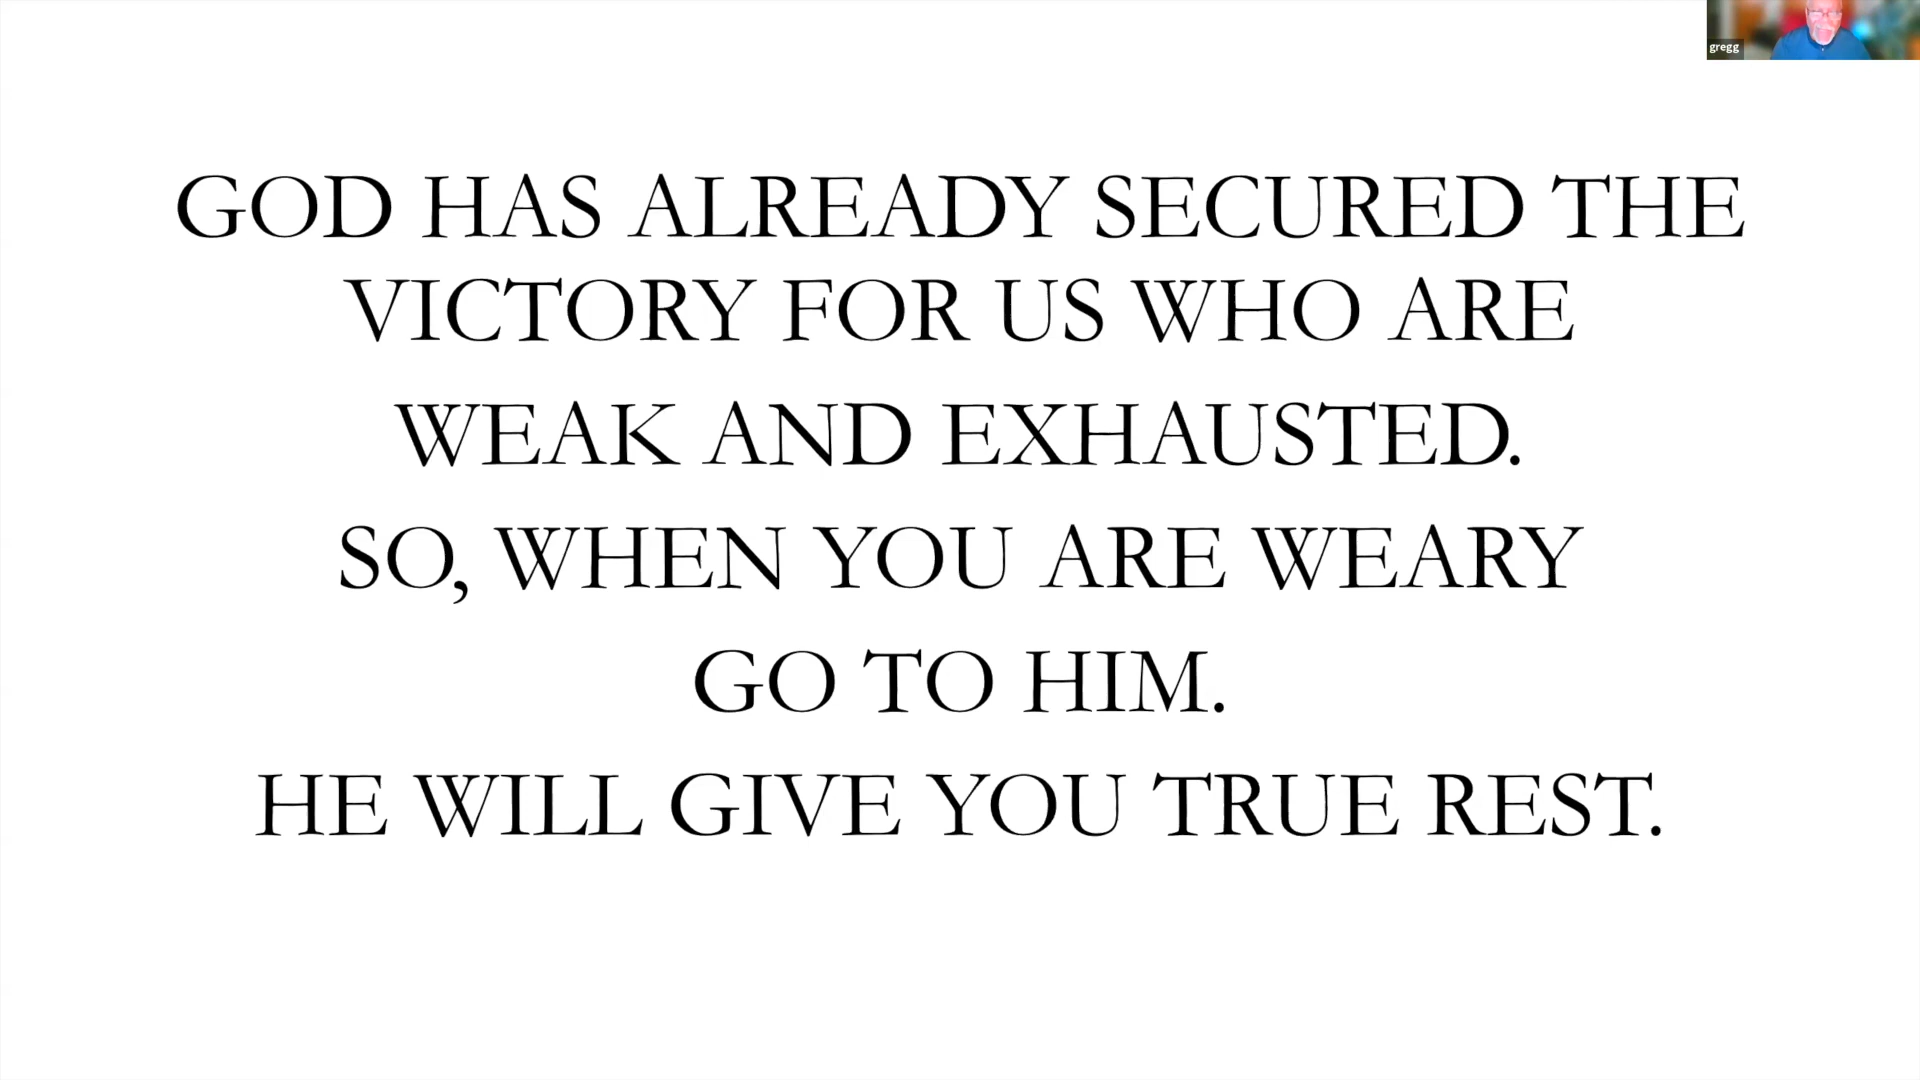 gregg
GOD HAS ALREADY SECURED THE
VICTORY FOR US WHO ARE
WEAK AND EXHAUSTED.
SO, WHEN YOU ARE WEARY
GO TO HIM.
HE WILL GIVE YOU TRUE REST.